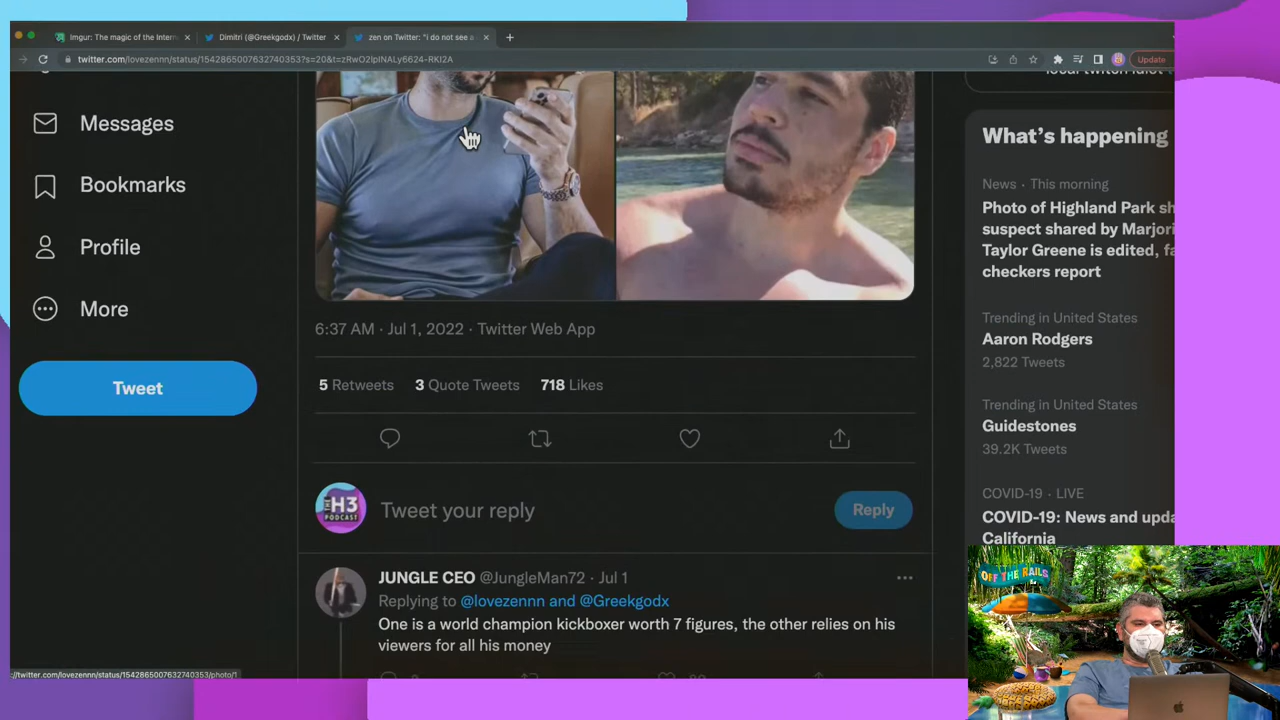 Imgur: The magic of the Intern
Dimitri (@Greekgodx) / Twitter
zen on Twitter: "i do not see a
Update
Messages
Bookmarks
Profile
More
Tweet
6:37 AM · Jul 1, 2022 · Twitter Web App
5 Retweets 3 Quote Tweets 718 Likes
THE H3 PODCAST
Tweet your reply
Reply
JUNGLE CEO @JungleMan72 · Jul 1
Replying to @lovezennn and @Greekgodx
One is a world champion kickboxer worth 7 figures, the other relies on his
viewers for all his money
What's happening
News · This morning
Photo of Highland Park sh
suspect shared by Marjori
Taylor Greene is edited, fa
checkers report
Trending in United States
Aaron Rodgers
2,822 Tweets
Trending in United States
Guidestones
39.2K Tweets
COVID-19 · LIVE
COVID-19: News and upda
California
OFF THE RAILS